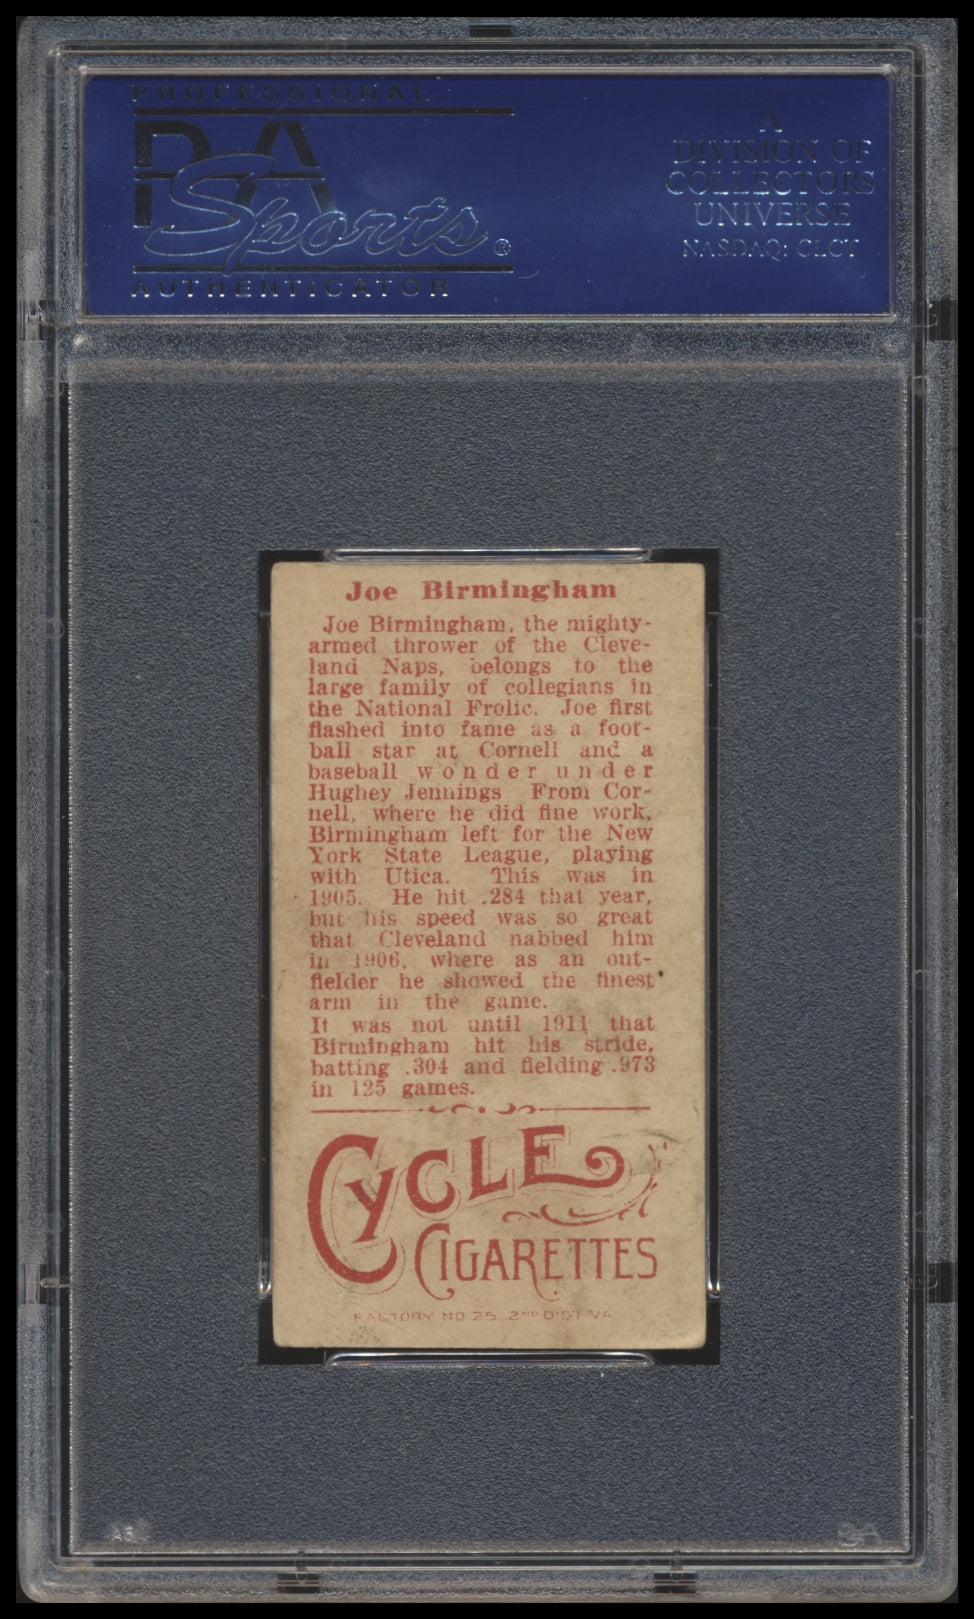 PROFESSIONAL
PSA
Sports®
AUTHENTICATOR
A
DIVISION OF
COLLECTORS
UNIVERSE
NASDAQ: CLCT
Joe Birmingham
Joe Birmingham, the mighty-
armed thrower of the Cleve-
land Naps, belongs to the
large family of collegians in
the National Frolic. Joe first
flashed into fame as a foot-
ball star at Cornell and a
baseball wonder under
Hughey Jennings From Cor-
nell, where he did fine work,
Birmingham left for the New
York State League, playing
with Utica. This was in
1905. He hit .284 that year,
but his speed was so great
that Cleveland nabbed him
in 1906, where as an out-
fielder he showed the finest
arm in the game.
It was not until 1911 that
Birmingham hit his stride,
batting .304 and fielding .973
in 125 games.
CYCLE
CIGARETTES
FACTORY NO 25, 2ND DIST VA
PSA